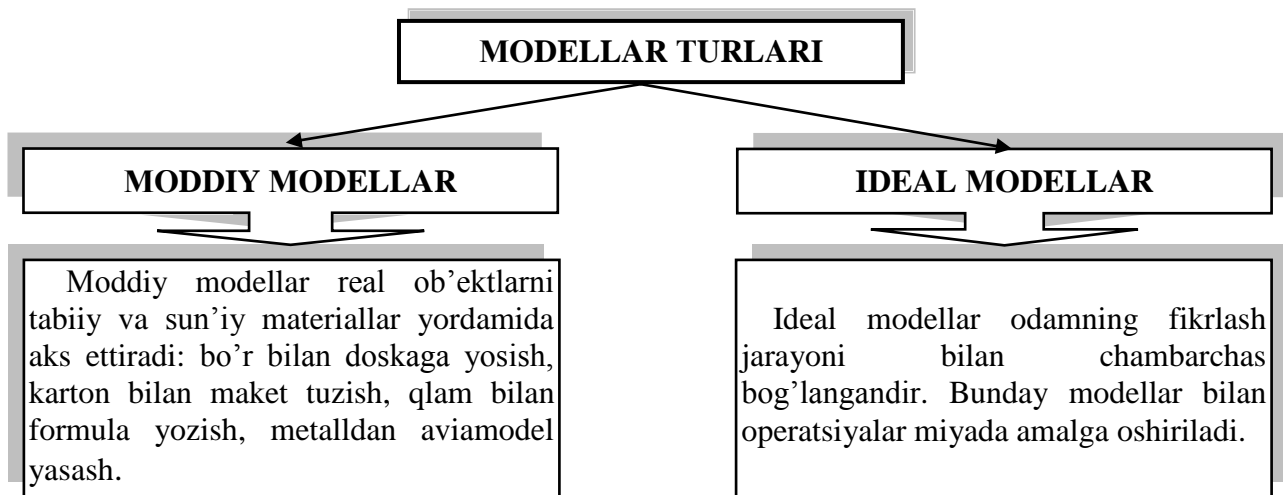 MODELLAR TURLARI
MODDIY MODELLAR
IDEAL MODELLAR
Moddiy modellar real ob’ektlarni
tabiiy va sun’iy materiallar yordamida
aks ettiradi: bo’r bilan doskaga yosish,
karton bilan maket tuzish, qlam bilan
formula yozish, metalldan aviamodel
yasash.
Ideal modellar odamning fikrlash
jarayoni bilan chambarchas
bog’langandir. Bunday modellar bilan
operatsiyalar miyada amalga oshiriladi.